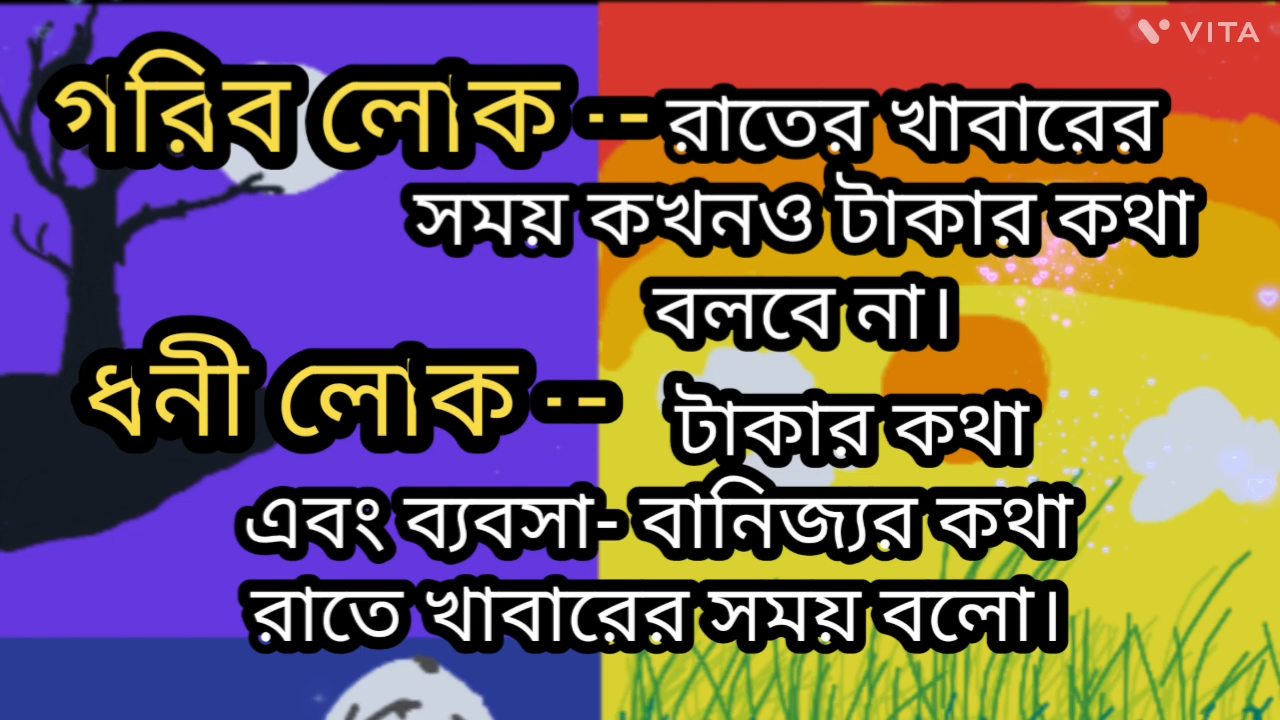 VITA
গরিব লোক -- রাতের খাবারের
সময় কখনও টাকার কথা
বলবে না।
ধনী লোক -- টাকার কথা
এবং ব্যবসা- বানিজ্যর কথা
রাতে খাবারের সময় বলো।